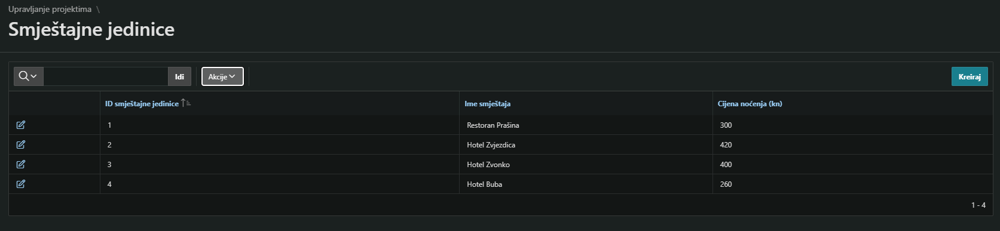 Upravljanje projektima \
Smještajne jedinice
Idi Akcije Kreiraj
ID smještajne jedinice Ime smještaja Cijena noćenja (kn)
1 Restoran Prašina 300
2 Hotel Zvjezdica 420
3 Hotel Zvonko 400
4 Hotel Buba 260
1 - 4